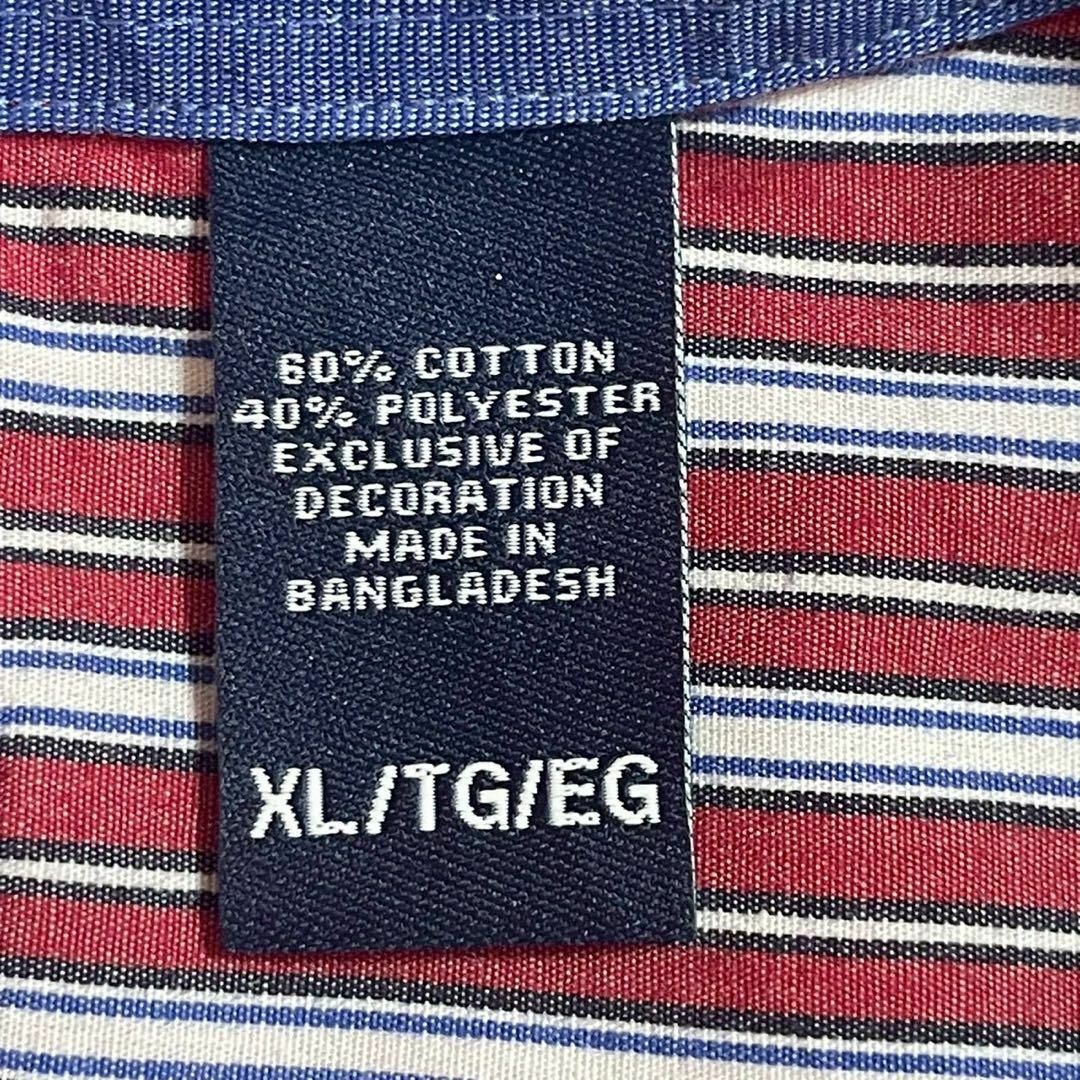 60% COTTON
40% POLYESTER
EXCLUSIVE OF
DECORATION
MADE IN
BANGLADESH
XL/TG/EG